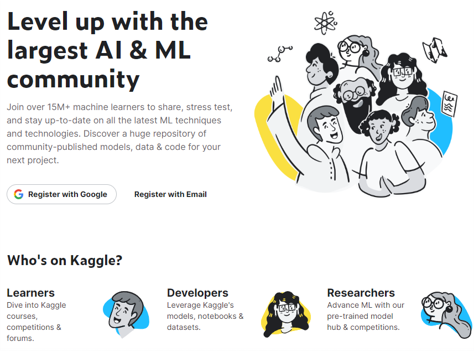 Level up with the
largest AI & ML
community
Join over 15M+ machine learners to share, stress test,
and stay up-to-date on all the latest ML techniques
and technologies. Discover a huge repository of
community-published models, data & code for your
next project.
Register with Google
Register with Email
Who's on Kaggle?
Learners
Dive into Kaggle
courses,
competitions &
forums.
Developers
Leverage Kaggle's
models, notebooks &
datasets.
Researchers
Advance ML with our
pre-trained model
hub & competitions.